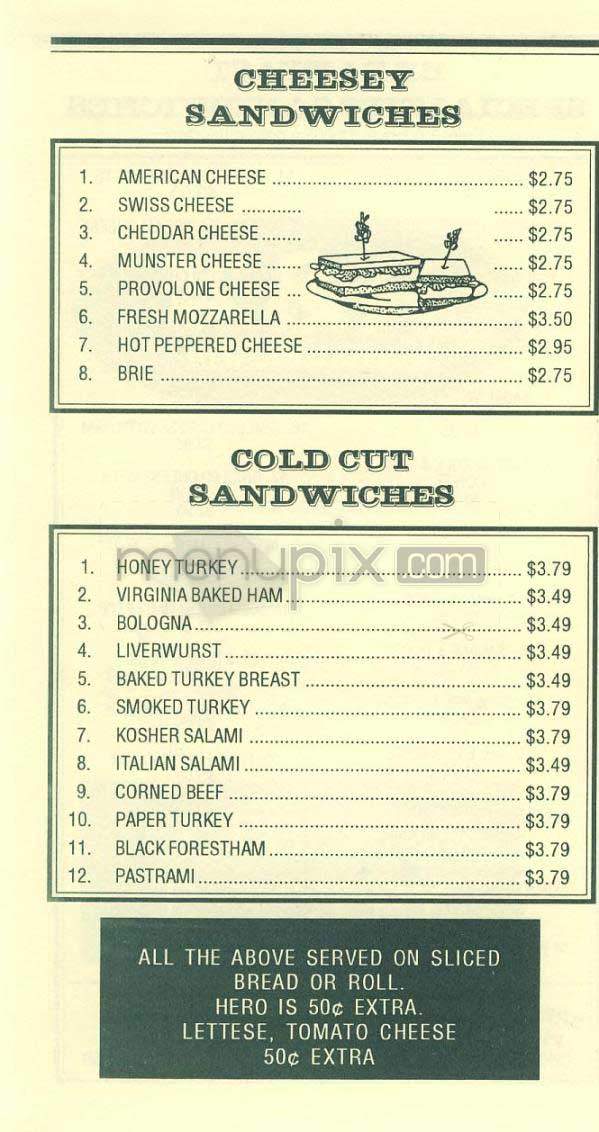 CHEESEY
SANDWICHES
1. AMERICAN CHEESE ................................................ $2.75
2. SWISS CHEESE ............ ...... $2.75
3. CHEDDAR CHEESE........ ...... $2.75
4. MUNSTER CHEESE ....... ...... $2.75
5. PROVOLONE CHEESE ... ...... $2.75
6. FRESH MOZZARELLA ............................................. $3.50
7. HOT PEPPERED CHEESE ......................................... $2.95
8. BRIE ...................................................................... $2.75
COLD CUT
SANDWICHES
menupix.com
1. HONEY TURKEY ...................................................... $3.79
2. VIRGINIA BAKED HAM ............................................. $3.49
3. BOLOGNA ............................................................... $3.49
4. LIVERWURST ......................................................... $3.49
5. BAKED TURKEY BREAST ......................................... $3.49
6. SMOKED TURKEY ................................................... $3.79
7. KOSHER SALAMI .................................................... $3.79
8. ITALIAN SALAMI ..................................................... $3.49
9. CORNED BEEF ........................................................ $3.79
10. PAPER TURKEY ...................................................... $3.79
11. BLACK FORESTHAM ................................................ $3.79
12. PASTRAMI .............................................................. $3.79
ALL THE ABOVE SERVED ON SLICED
BREAD OR ROLL.
HERO IS 50¢ EXTRA.
LETTESE, TOMATO CHEESE
50¢ EXTRA